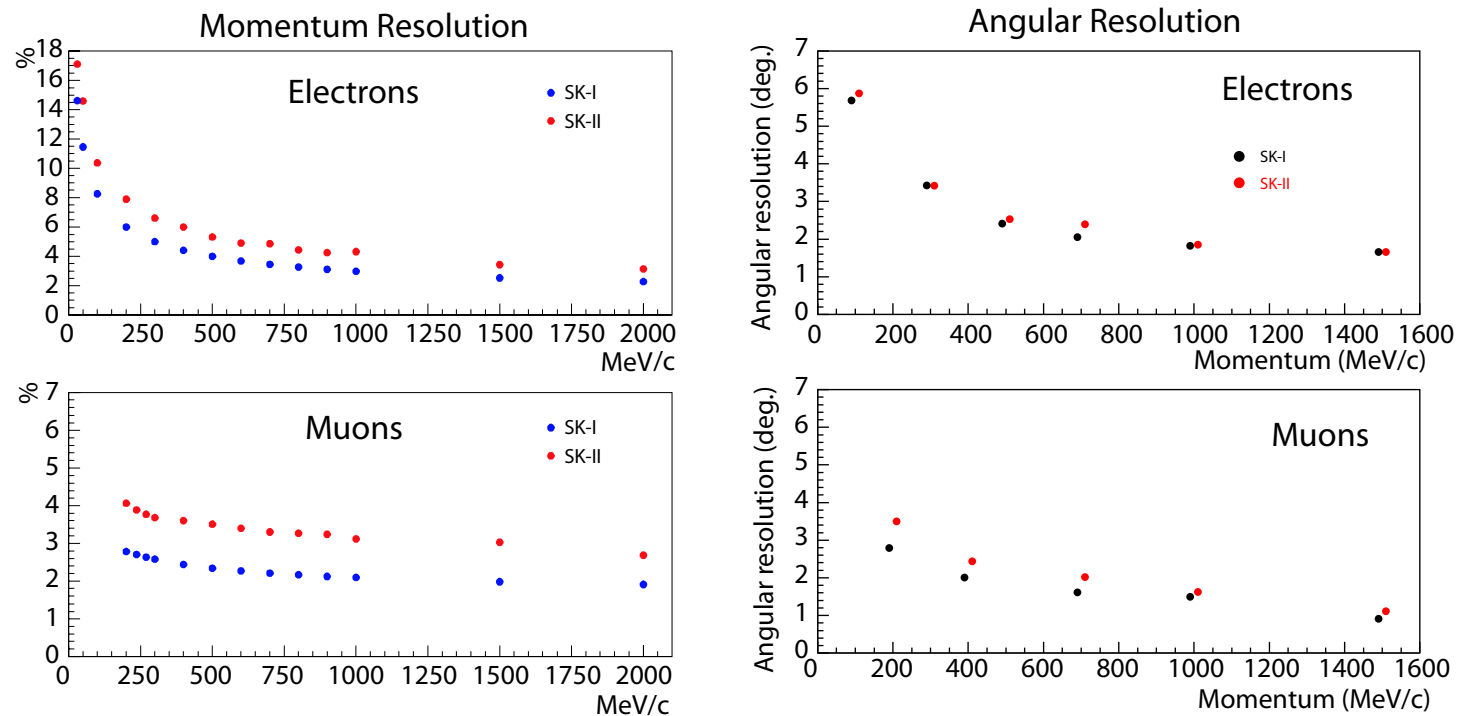 Momentum Resolution
%
18
16
14
12
10
8
6
4
2
0
Electrons
SK-I
SK-II
0 250 500 750 1000 1250 1500 1750 2000
MeV/c
Angular Resolution
Angular resolution (deg.)
7
6
5
4
3
2
1
0
Electrons
SK-I
SK-II
0 200 400 600 800 1000 1200 1400 1600
Momentum (MeV/c)
%
7
6
5
4
3
2
1
0
Muons
SK-I
SK-II
0 250 500 750 1000 1250 1500 1750 2000
MeV/c
Angular resolution (deg.)
7
6
5
4
3
2
1
0
Muons
0 200 400 600 800 1000 1200 1400 1600
Momentum (MeV/c)